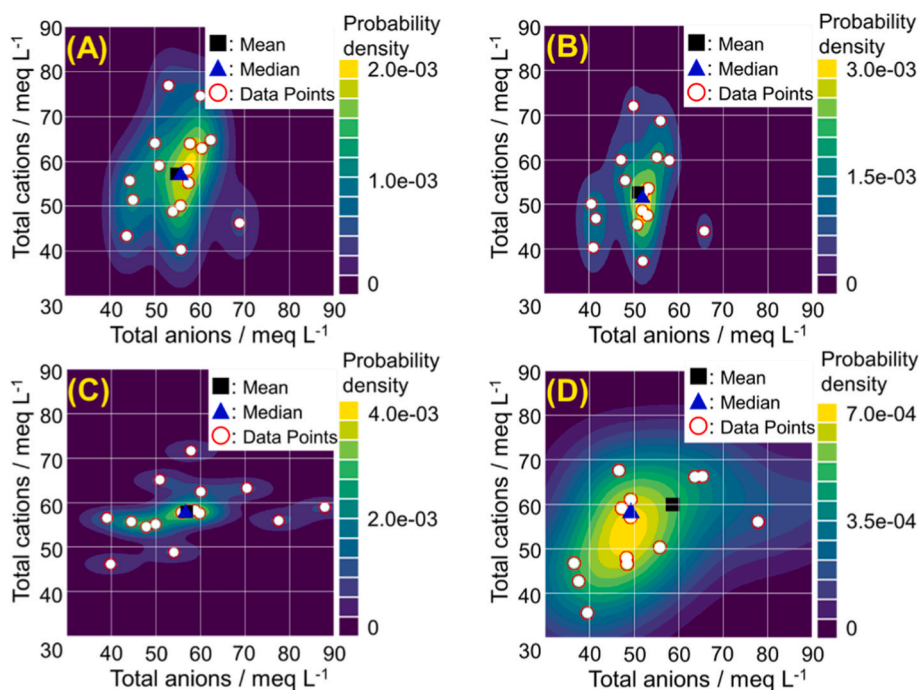 (A)
■: Mean
▲: Median
○: Data Points
Probability
density
2.0e-03
1.0e-03
0
90
80
70
60
50
40
30
40 50 60 70 80 90
Total cations / meq L⁻¹
Total anions / meq L⁻¹
(B)
■: Mean
▲: Median
○: Data Points
Probability
density
3.0e-03
1.5e-03
0
90
80
70
60
50
40
30
40 50 60 70 80 90
Total cations / meq L⁻¹
Total anions / meq L⁻¹
(C)
■: Mean
▲: Median
○: Data Points
Probability
density
4.0e-03
2.0e-03
0
90
80
70
60
50
40
30
40 50 60 70 80 90
Total cations / meq L⁻¹
Total anions / meq L⁻¹
(D)
■: Mean
▲: Median
○: Data Points
Probability
density
7.0e-04
3.5e-04
0
90
80
70
60
50
40
30
40 50 60 70 80 90
Total cations / meq L⁻¹
Total anions / meq L⁻¹